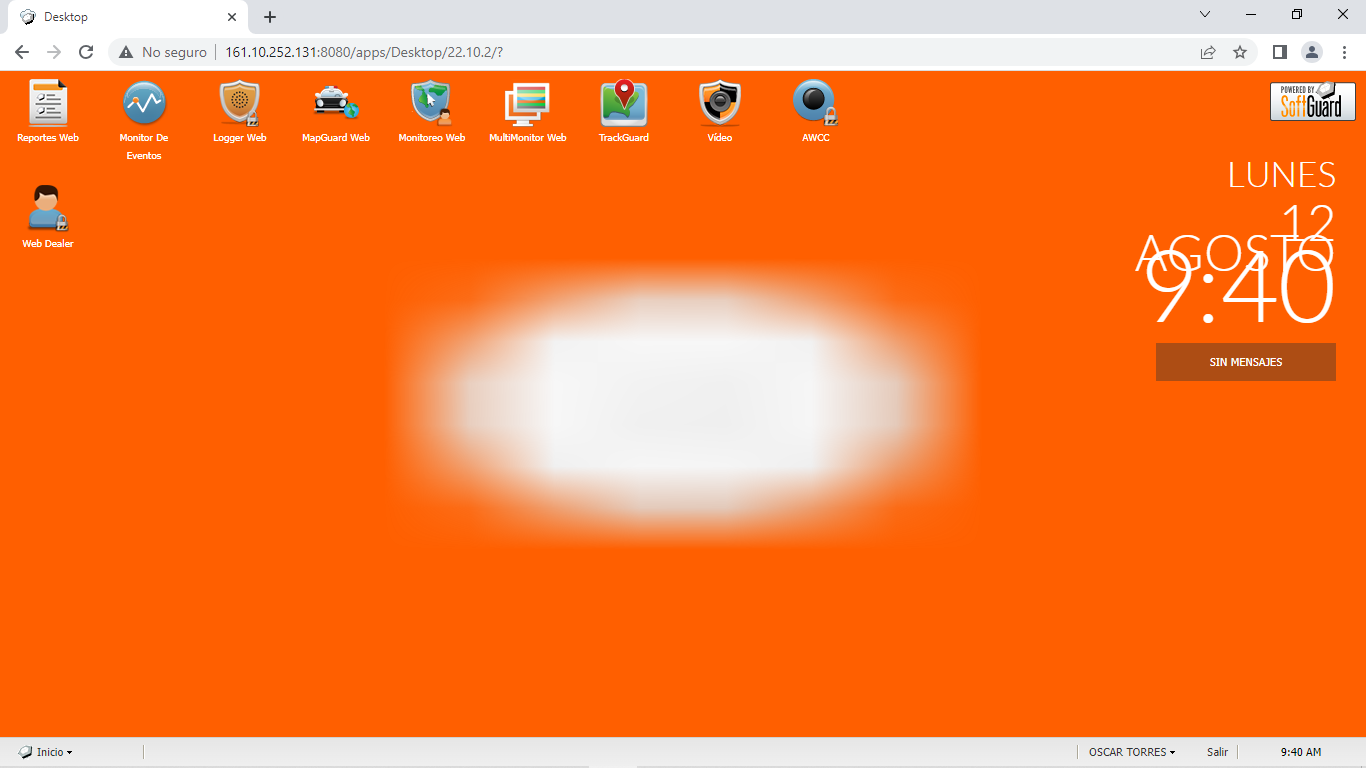 Desktop
No seguro
161.10.252.131:8080/apps/Desktop/22.10.2/?
Reportes Web
Monitor De
Eventos
Logger Web
MapGuard Web
Monitoreo Web
MultiMonitor Web
TrackGuard
Vídeo
AWCC
POWERED BY
SoftGuard
Web Dealer
LUNES
12
AGOSTO
9:40
SIN MENSAJES
Inicio
OSCAR TORRES
Salir
9:40 AM